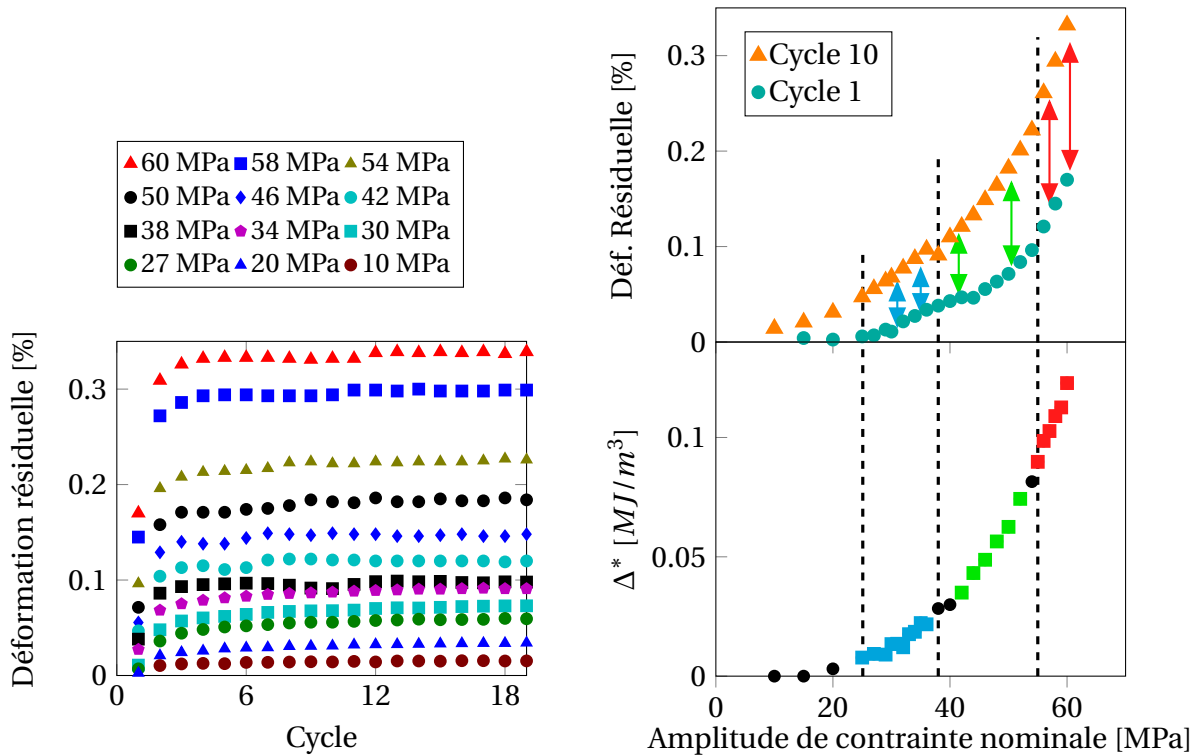 60 MPa 58 MPa 54 MPa
50 MPa 46 MPa 42 MPa
38 MPa 34 MPa 30 MPa
27 MPa 20 MPa 10 MPa
Déformation résiduelle [%]
0.3
0.2
0.1
0
0 6 12 18
Cycle
Déf. Résiduelle [%]
0.3
0.2
0.1
0
Cycle 10
Cycle 1
Δ* [MJ/m³]
0.1
0.05
0
0 20 40 60
Amplitude de contrainte nominale [MPa]